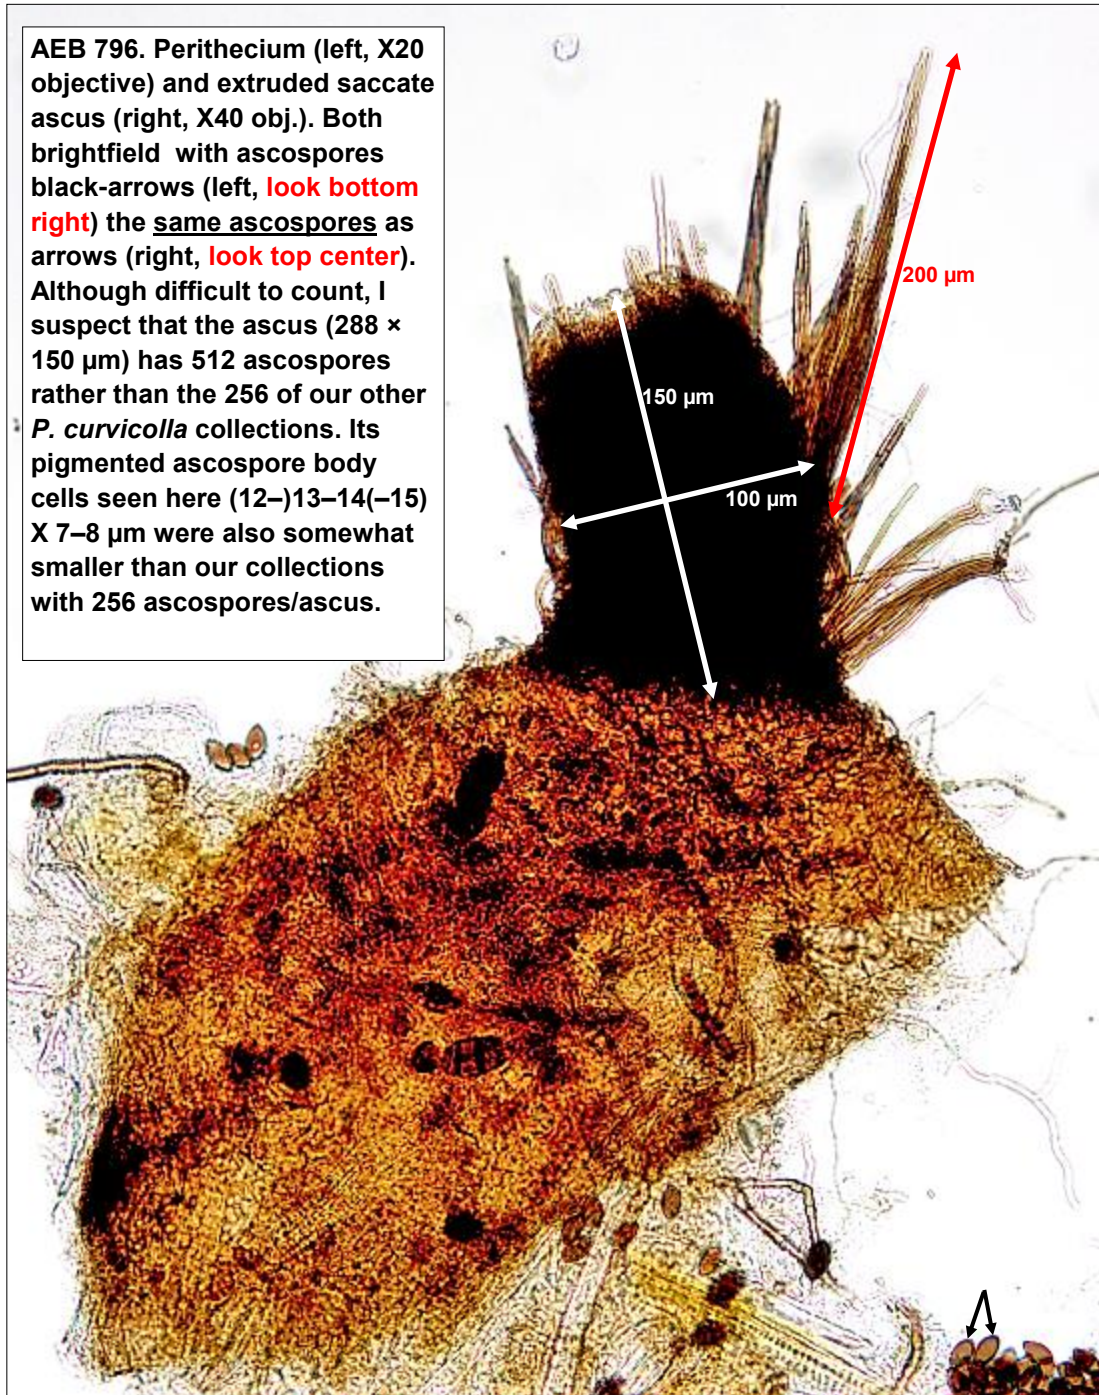 AEB 796. Perithecium (left, X20
objective) and extruded saccate
ascus (right, X40 obj.). Both
brightfield with ascospores
black-arrows (left, look bottom
right) the same ascospores as
arrows (right, look top center).
Although difficult to count, I
suspect that the ascus (288 ×
150 µm) has 512 ascospores
rather than the 256 of our other
P. curvicolla collections. Its
pigmented ascospore body
cells seen here (12–)13–14(–15)
X 7–8 µm were also somewhat
smaller than our collections
with 256 ascospores/ascus.
200 µm
150 µm
100 µm